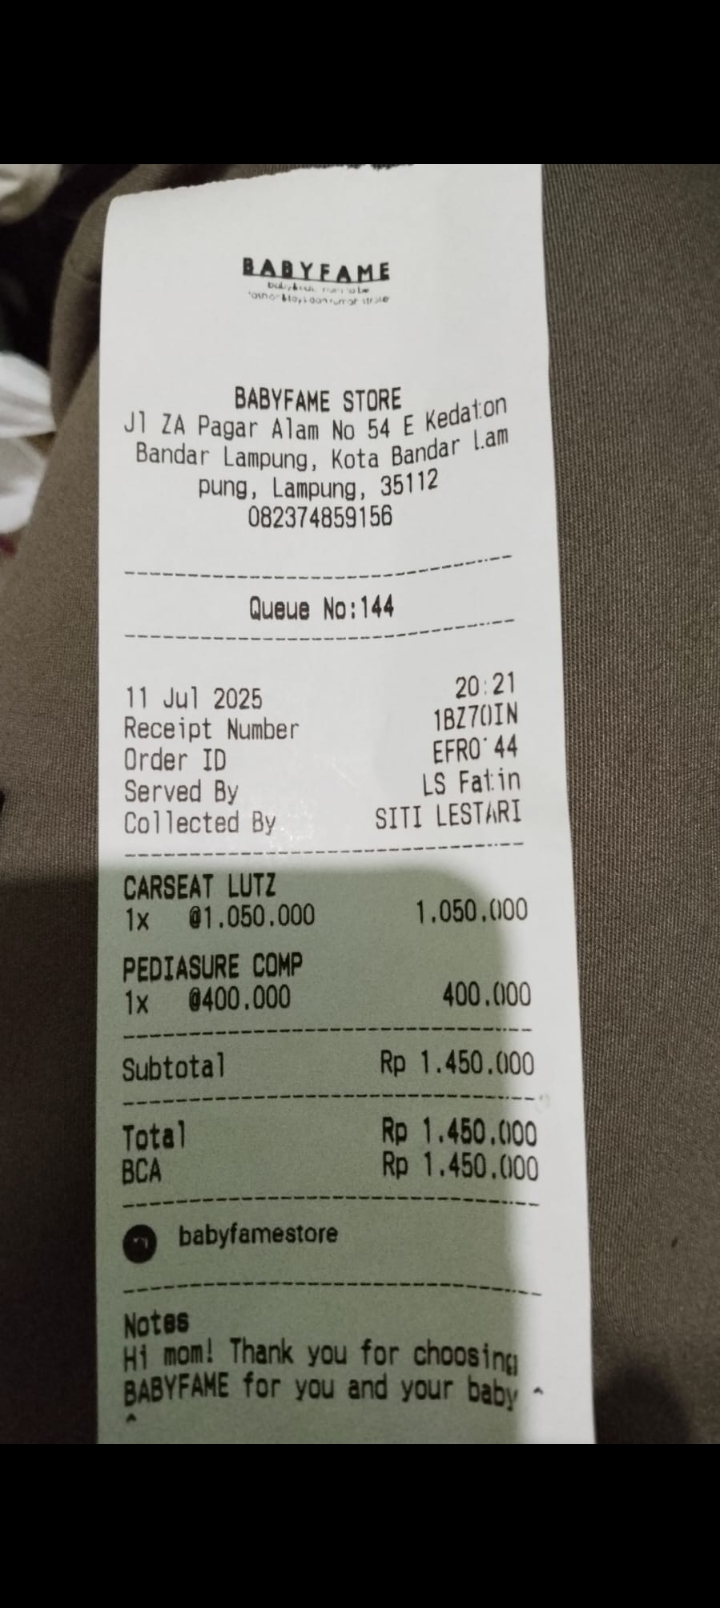 BABYFAME
BABYFAME STORE
Jl ZA Pagar Alam No 54 E Kedaton
Bandar Lampung, Kota Bandar Lam
pung, Lampung, 35112
082374859156
Queue No:144
11 Jul 2025 20:21
Receipt Number 1BZ70IN
Order ID
Served By LS Fatin
Collected By SITI LESTARI
CARSEAT LUTZ
1x @1.050.000 1.050.000
PEDIASURE COMP
1x @400.000 400.000
Subtotal Rp 1.450.000
Total Rp 1.450.000
BCA Rp 1.450.000
babyfamestore
Notes
Hi mom! Thank you for choosing
BABYFAME for you and your baby ^
^